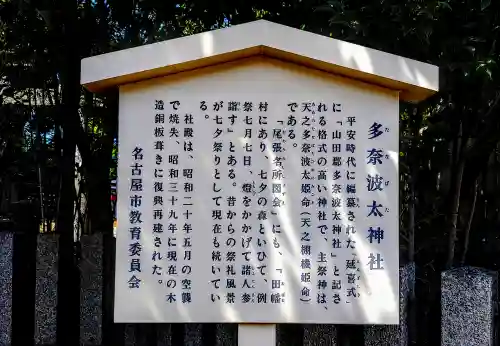 多奈波太神社
たなばた
平安時代に編纂された「延喜式」
に「山田郡多奈波太神社」と記さ
れる格式の高い神社で、主祭神は、
天之多奈波太姫命（天之棚機姫命）
である。
「尾張名所図会」にも、「田幡
村にあり、七夕の森といひて、例
祭七月七日、燈をかかげて諸人参
詣す」とある。昔からの祭礼風景
が七夕祭りとして現在も続いてい
る。
社殿は、昭和二十年五月の空襲
で焼失、昭和三十九年に現在の木
造銅板葺きに復興再建された。
名古屋市教育委員会